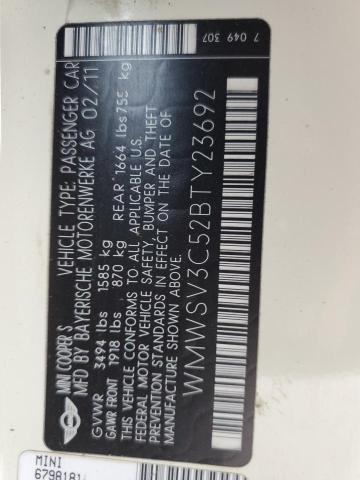 MINI COOPER S
VEHICLE TYPE: PASSENGER CAR
MFD BY BAYERISCHE MOTORENWERKE AG 02/11
GVWR 3494 lbs 1585 kg
GAWR FRONT 1918 lbs 870 kg REAR 1664 lbs 755 kg
THIS VEHICLE CONFORMS TO ALL APPLICABLE U.S.
FEDERAL MOTOR VEHICLE SAFETY, BUMPER AND THEFT
PREVENTION STANDARDS IN EFFECT ON THE DATE OF
MANUFACTURE SHOWN ABOVE.
WMWSV3C52BTY23692
7 049 307
MINI